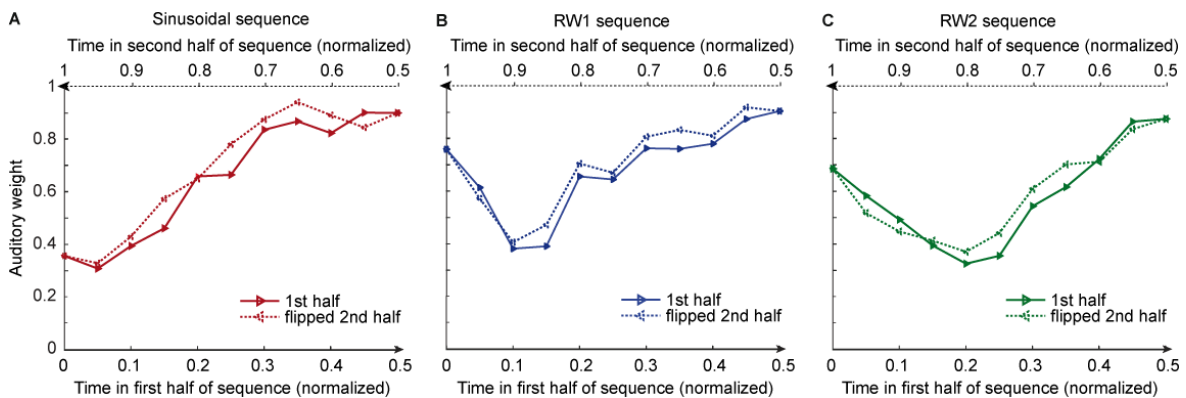 A
Sinusoidal sequence
Time in second half of sequence (normalized)
1 0.9 0.8 0.7 0.6 0.5
1
0.8
0.6
0.4
0.2
0
Auditory weight
1st half
flipped 2nd half
0 0.1 0.2 0.3 0.4 0.5
Time in first half of sequence (normalized)
B
RW1 sequence
Time in second half of sequence (normalized)
1 0.9 0.8 0.7 0.6 0.5
1st half
flipped 2nd half
0 0.1 0.2 0.3 0.4 0.5
Time in first half of sequence (normalized)
C
RW2 sequence
Time in second half of sequence (normalized)
1 0.9 0.8 0.7 0.6 0.5
1st half
flipped 2nd half
0 0.1 0.2 0.3 0.4 0.5
Time in first half of sequence (normalized)